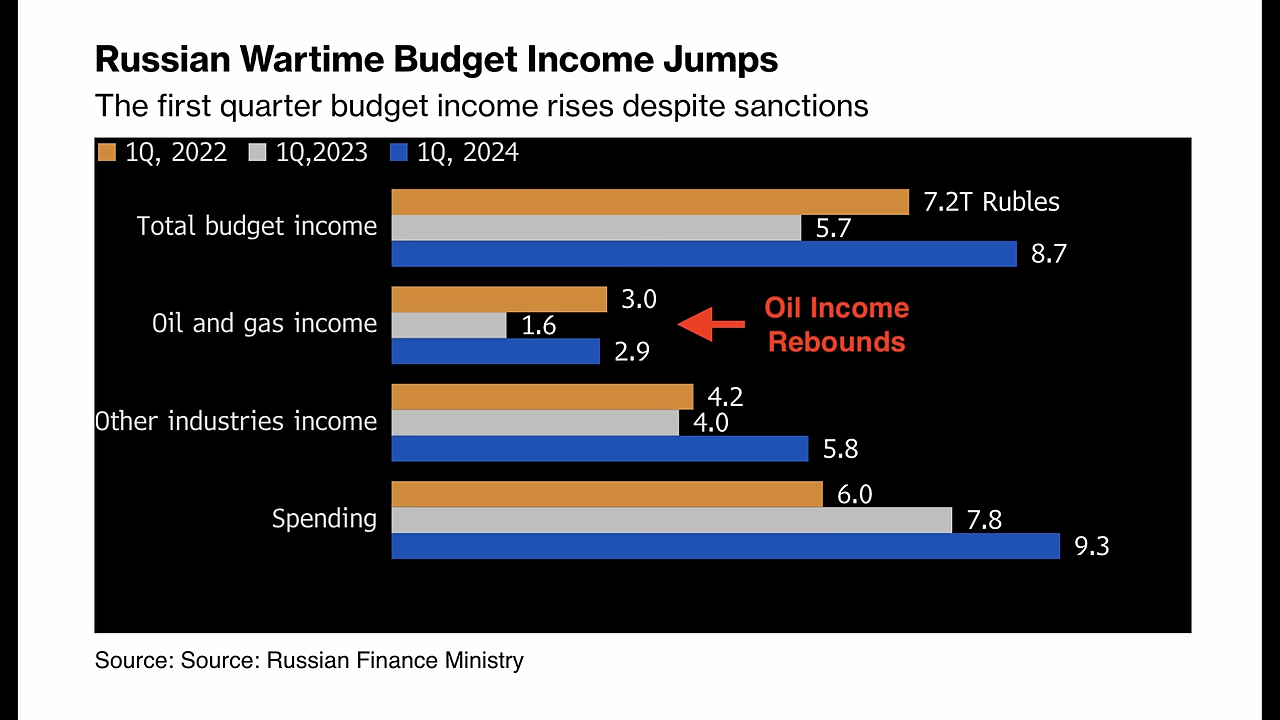 Russian Wartime Budget Income Jumps
The first quarter budget income rises despite sanctions
1Q, 2022 1Q,2023 1Q, 2024
Total budget income
7.2T Rubles
5.7
8.7
Oil and gas income
3.0
1.6
2.9
Oil Income
Rebounds
Other industries income
4.2
4.0
5.8
Spending
6.0
7.8
9.3
Source: Source: Russian Finance Ministry